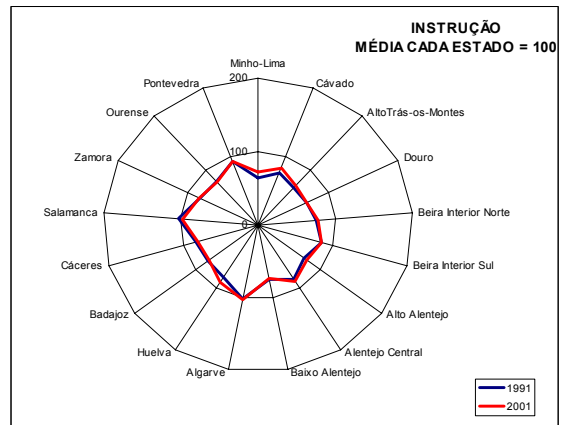 INSTRUÇÃO
MÉDIA CADA ESTADO = 100
Minho-Lima
200
Pontevedra
Cávado
Ourense
AltoTrás-os-Montes
Zamora
100
Douro
Salamanca
0
Beira Interior Norte
Cáceres
Beira Interior Sul
Badajoz
Alto Alentejo
Huelva
Alentejo Central
Algarve
Baixo Alentejo
1991
2001